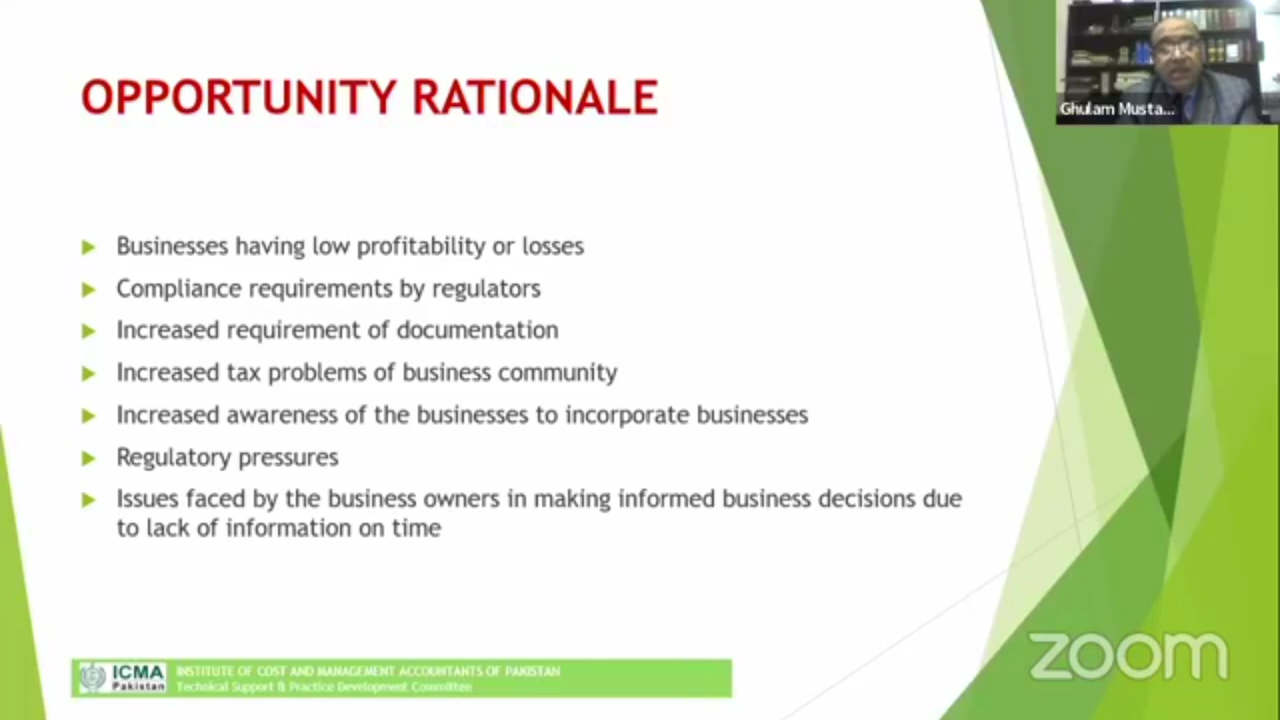 OPPORTUNITY RATIONALE
Ghulam Musta...
Businesses having low profitability or losses
Compliance requirements by regulators
Increased requirement of documentation
Increased tax problems of business community
Increased awareness of the businesses to incorporate businesses
Regulatory pressures
Issues faced by the business owners in making informed business decisions due
to lack of information on time
ICMA
Pakistan
INSTITUTE OF COST AND MANAGEMENT ACCOUNTANTS OF PAKISTAN
Technical Support & Practice Development Committee
zoom